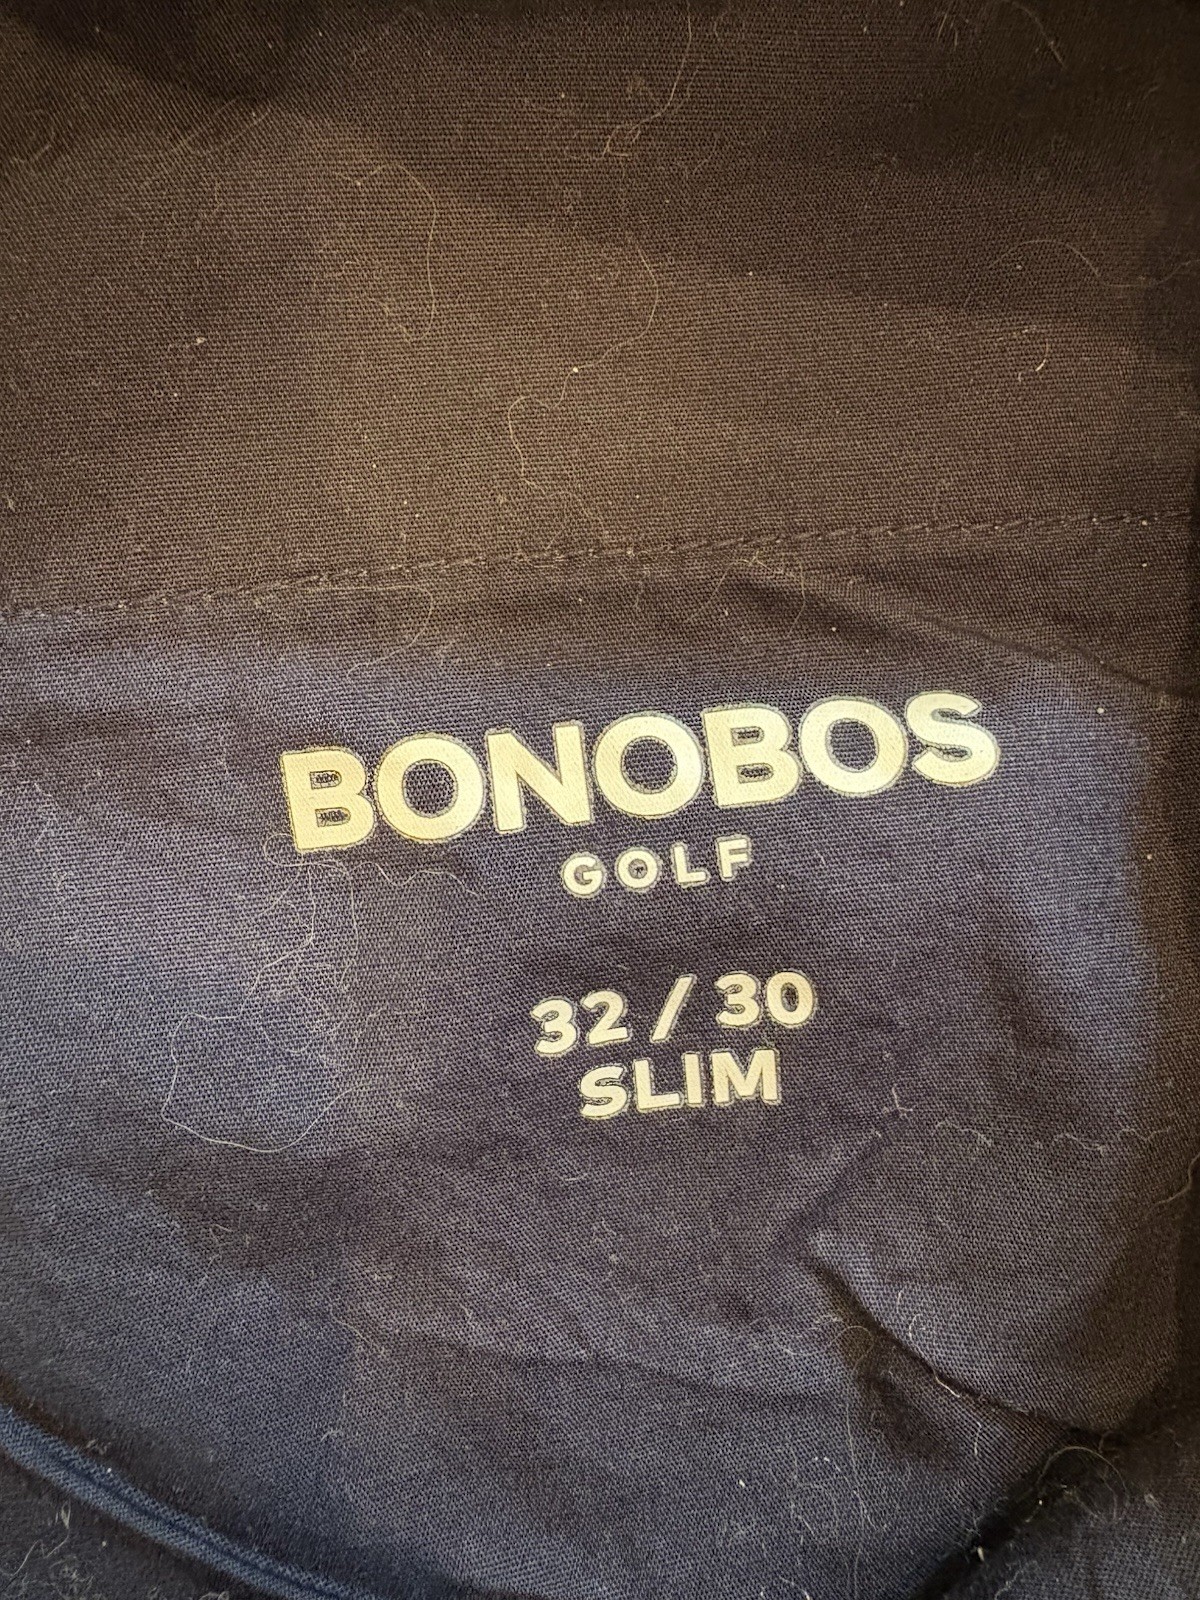 BONOBOS
GOLF
32 / 30
SLIM